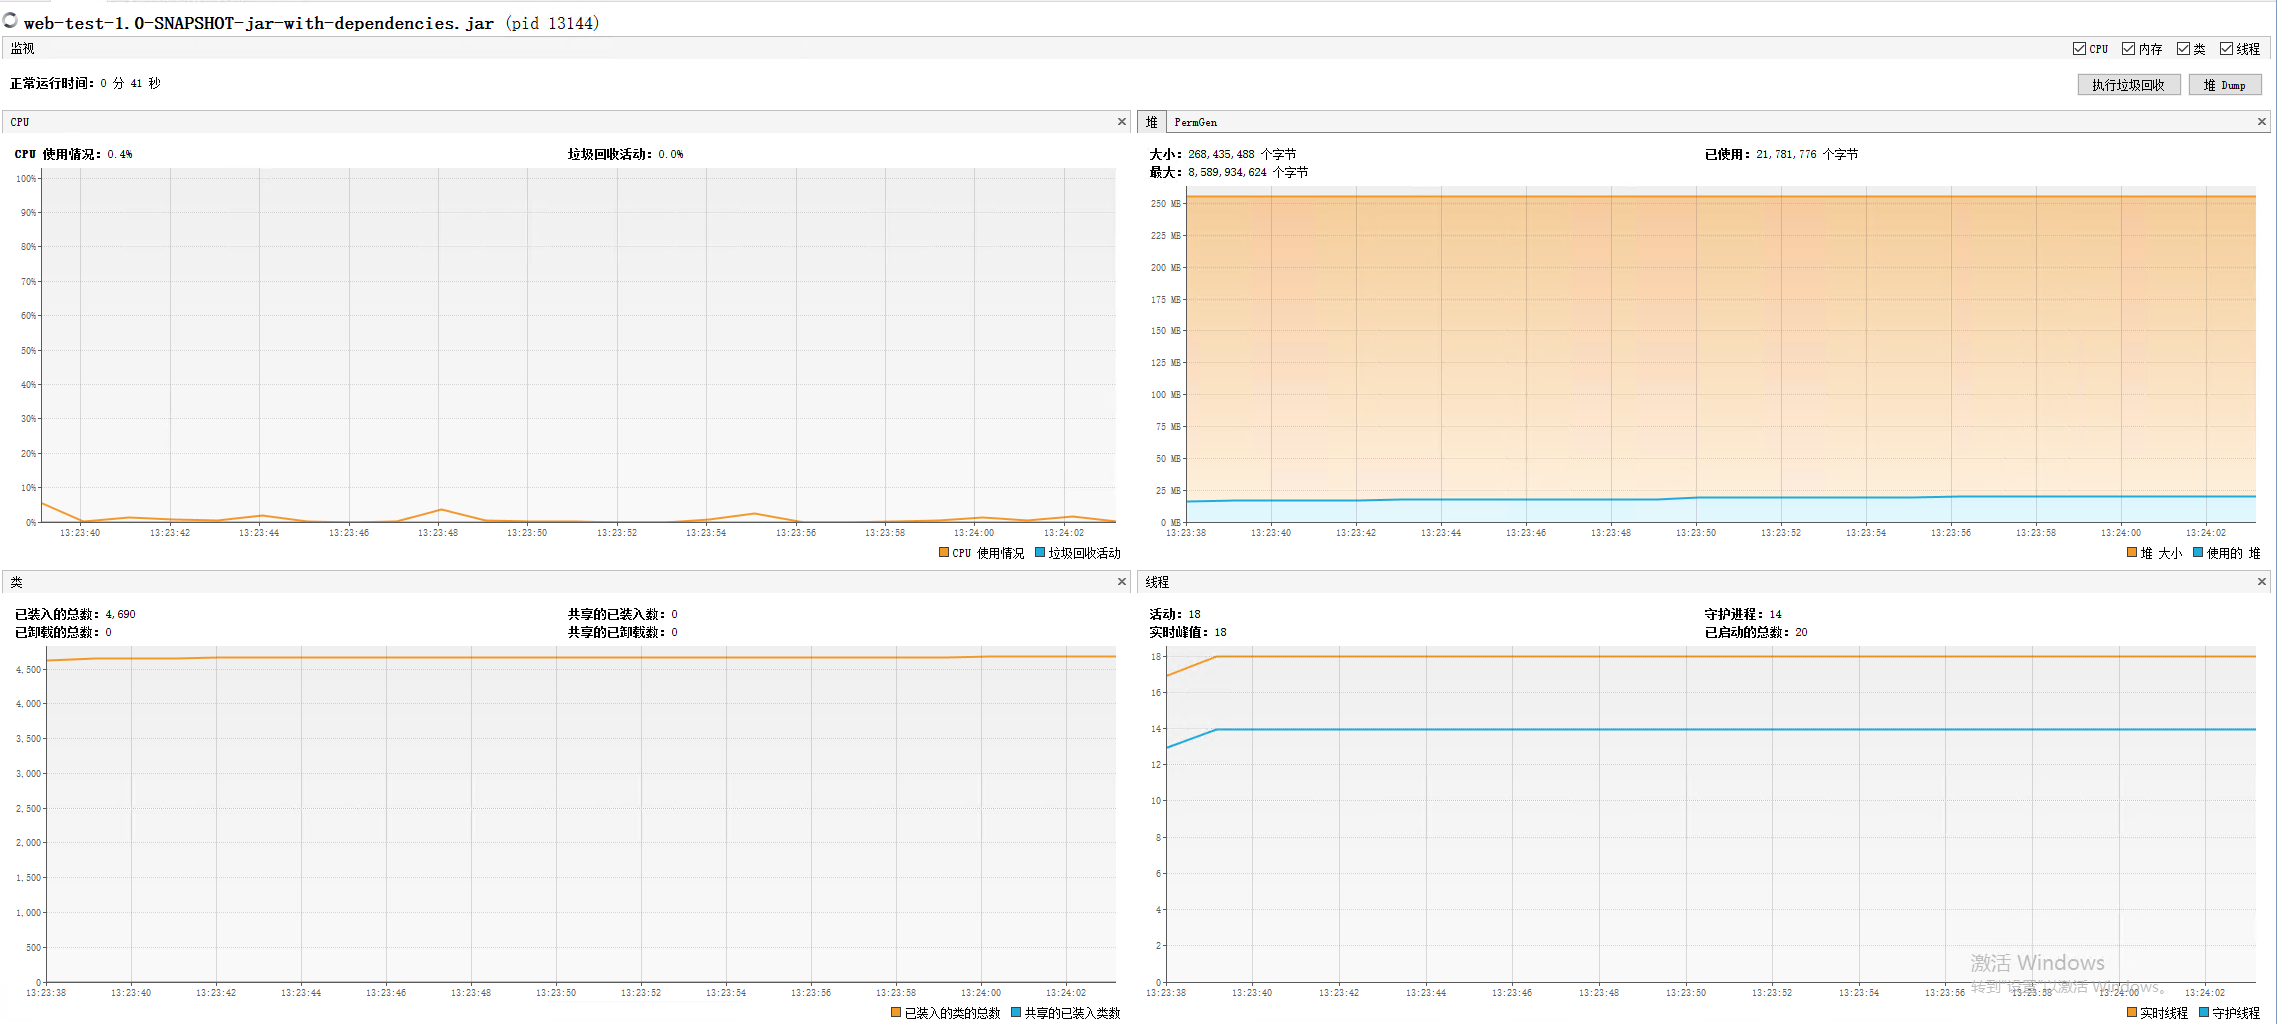 web-test-1.0-SNAPSHOT-jar-with-dependencies.jar (pid 13144)
监视
CPU 内存 类 线程
正常运行时间: 0 分 41 秒
执行垃圾回收 堆 Dump
CPU
CPU 使用情况: 0.4% 垃圾回收活动: 0.0%
100%
90%
80%
70%
60%
50%
40%
30%
20%
10%
0%
13:23:40 13:23:42 13:23:44 13:23:46 13:23:48 13:23:50 13:23:52 13:23:54 13:23:56 13:23:58 13:24:00 13:24:02
CPU 使用情况 垃圾回收活动
堆 PermGen
大小: 268,435,488 个字节 已使用: 21,781,776 个字节
最大: 8,589,934,624 个字节
250 MB
225 MB
200 MB
175 MB
150 MB
125 MB
100 MB
75 MB
50 MB
25 MB
0 MB
13:23:38 13:23:40 13:23:42 13:23:44 13:23:46 13:23:48 13:23:50 13:23:52 13:23:54 13:23:56 13:23:58 13:24:00 13:24:02
堆 大小 使用的 堆
类
已装入的总数: 4,690 共享的已装入数: 0
已卸载的总数: 0 共享的已卸载数: 0
4,500
4,000
3,500
3,000
2,500
2,000
1,500
1,000
500
0
13:23:38 13:23:40 13:23:42 13:23:44 13:23:46 13:23:48 13:23:50 13:23:52 13:23:54 13:23:56 13:23:58 13:24:00 13:24:02
已装入的类的总数 共享的已装入类数
线程
活动: 18 守护进程: 14
实时峰值: 18 已启动的总数: 20
18
16
14
12
10
8
6
4
2
0
13:23:38 13:23:40 13:23:42 13:23:44 13:23:46 13:23:48 13:23:50 13:23:52 13:23:54 13:23:56 13:23:58 13:24:00 13:24:02
实时线程 守护线程
激活 Windows
转到"设置"以激活 Windows。